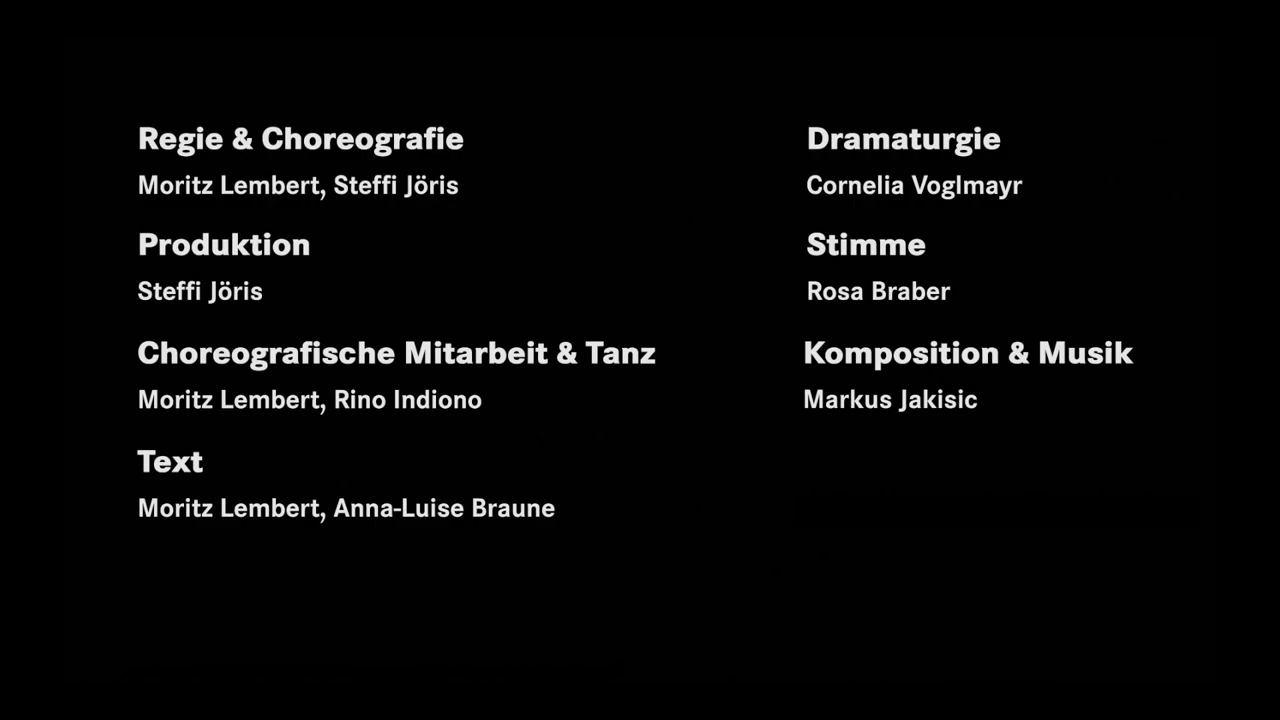 Regie & Choreografie
Moritz Lembert, Steffi Jöris
Produktion
Steffi Jöris
Choreografische Mitarbeit & Tanz
Moritz Lembert, Rino Indiono
Text
Moritz Lembert, Anna-Luise Braune
Dramaturgie
Cornelia Voglmayr
Stimme
Rosa Braber
Komposition & Musik
Markus Jakisic